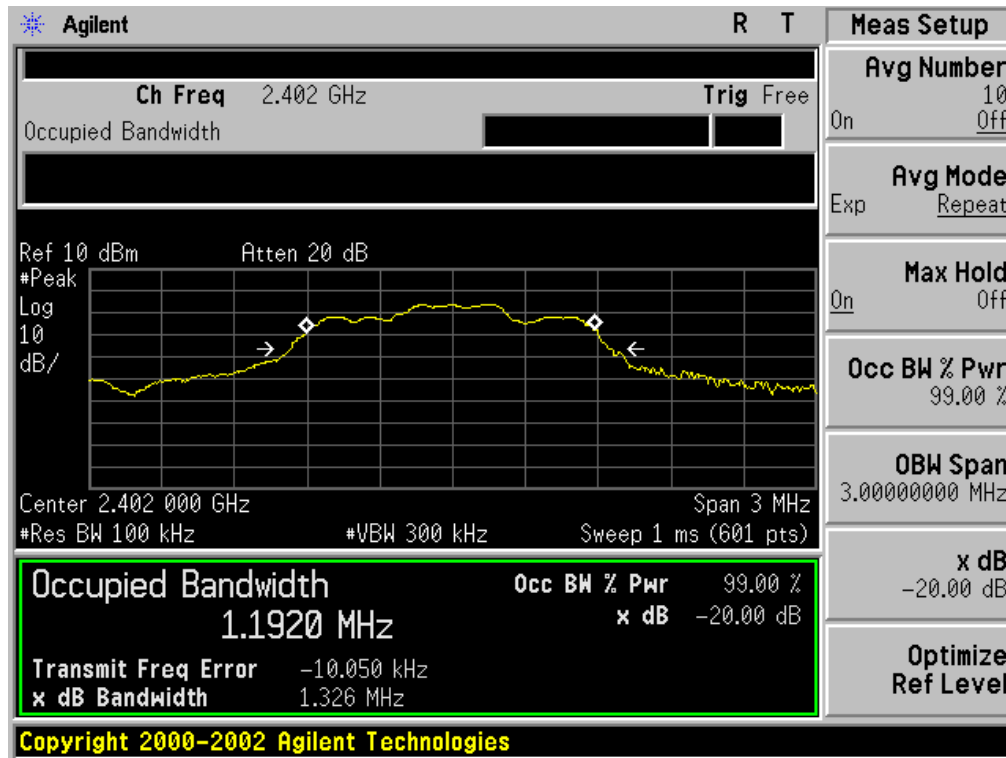 Agilent R T
Ch Freq 2.402 GHz Trig Free
Occupied Bandwidth
Ref 10 dBm Atten 20 dB
#Peak
Log
10
dB/
Center 2.402 000 GHz Span 3 MHz
#Res BW 100 kHz #VBW 300 kHz Sweep 1 ms (601 pts)
Occupied Bandwidth Occ BW % Pwr 99.00 %
1.1920 MHz x dB -20.00 dB
Transmit Freq Error -10.050 kHz
x dB Bandwidth 1.326 MHz
Copyright 2000-2002 Agilent Technologies
Meas Setup
Avg Number
10
On Off
Avg Mode
Exp Repeat
Max Hold
On Off
Occ BW % Pwr
99.00 %
OBW Span
3.00000000 MHz
x dB
-20.00 dB
Optimize
Ref Level